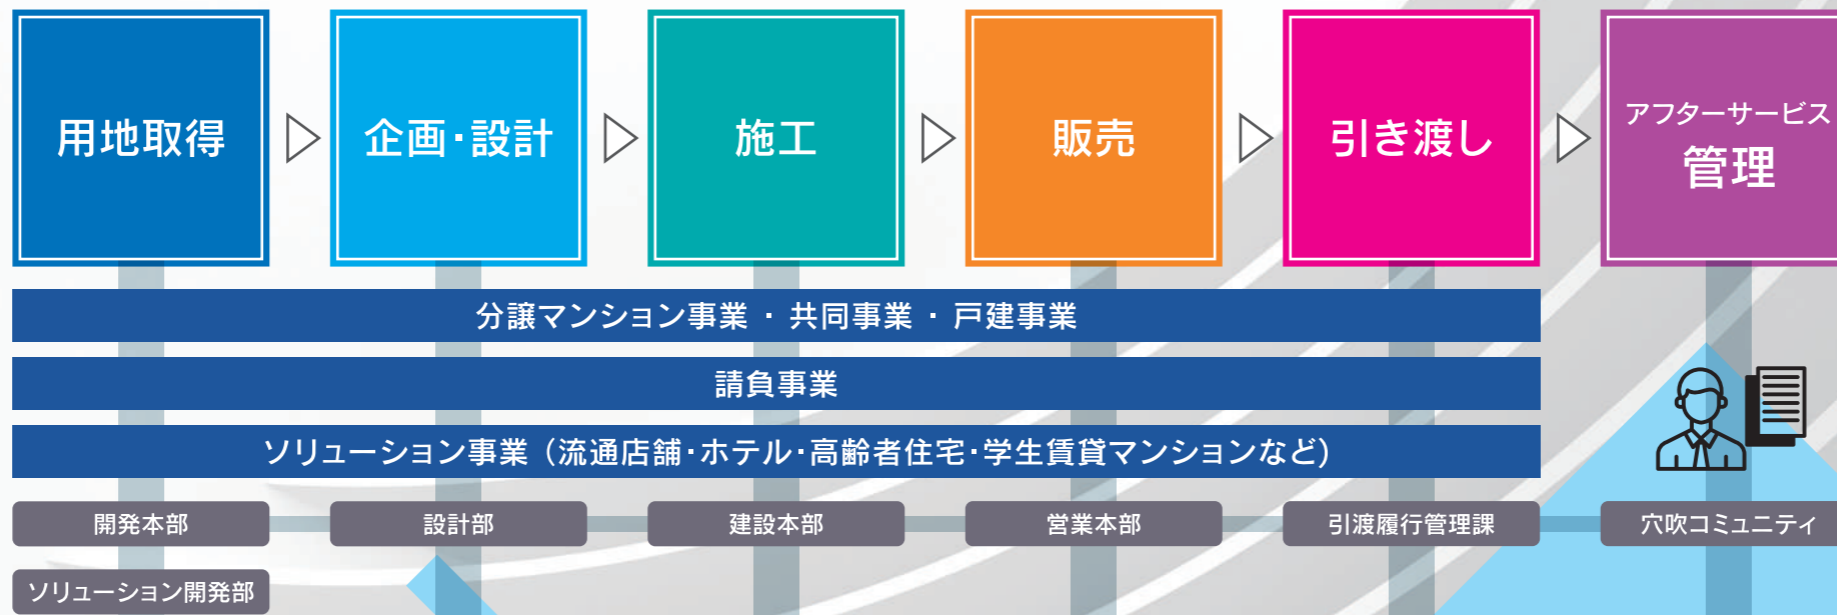 用地取得
企画・設計
施工
販売
引き渡し
アフターサービス
管理
分譲マンション事業 ・ 共同事業 ・ 戸建事業
請負事業
ソリューション事業（流通店舗・ホテル・高齢者住宅・学生賃貸マンションなど）
開発本部
設計部
建設本部
営業本部
引渡履行管理課
穴吹コミュニティ
ソリューション開発部